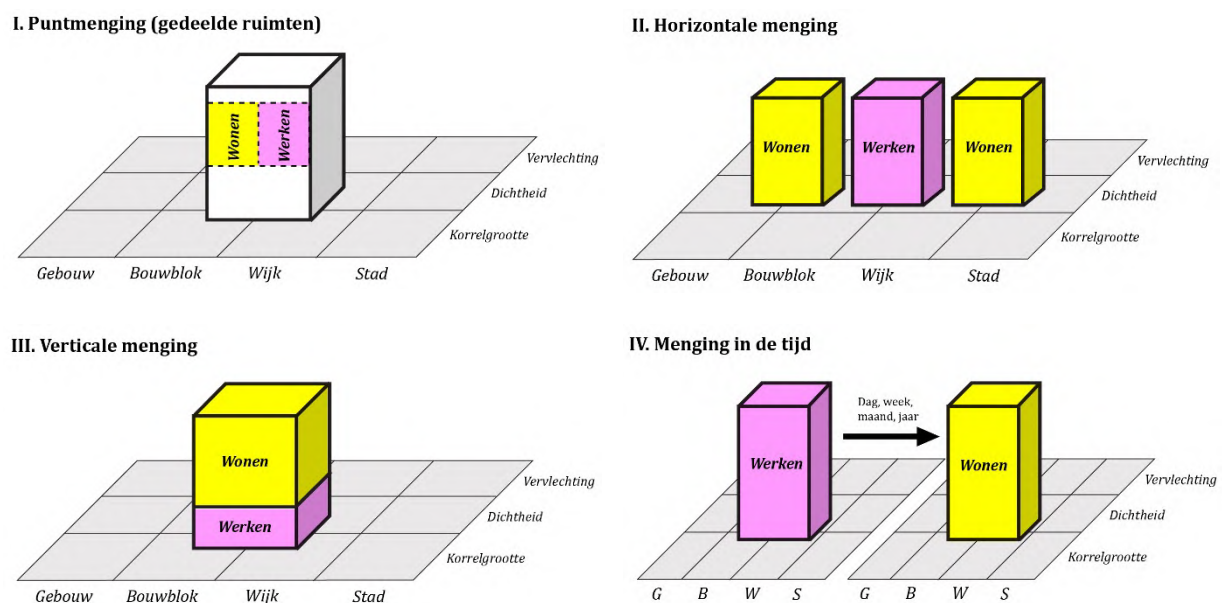 I. Puntmenging (gedeelde ruimten)
Wonen
Werken
Vervlechting
Dichtheid
Korrelgrootte
Gebouw Bouwblok Wijk Stad
II. Horizontale menging
Wonen Werken Wonen
Vervlechting
Dichtheid
Korrelgrootte
Gebouw Bouwblok Wijk Stad
III. Verticale menging
Wonen
Werken
Vervlechting
Dichtheid
Korrelgrootte
Gebouw Bouwblok Wijk Stad
IV. Menging in de tijd
Dag, week,
maand, jaar
Werken Wonen
Vervlechting
Dichtheid
Korrelgrootte
G B W S G B W S